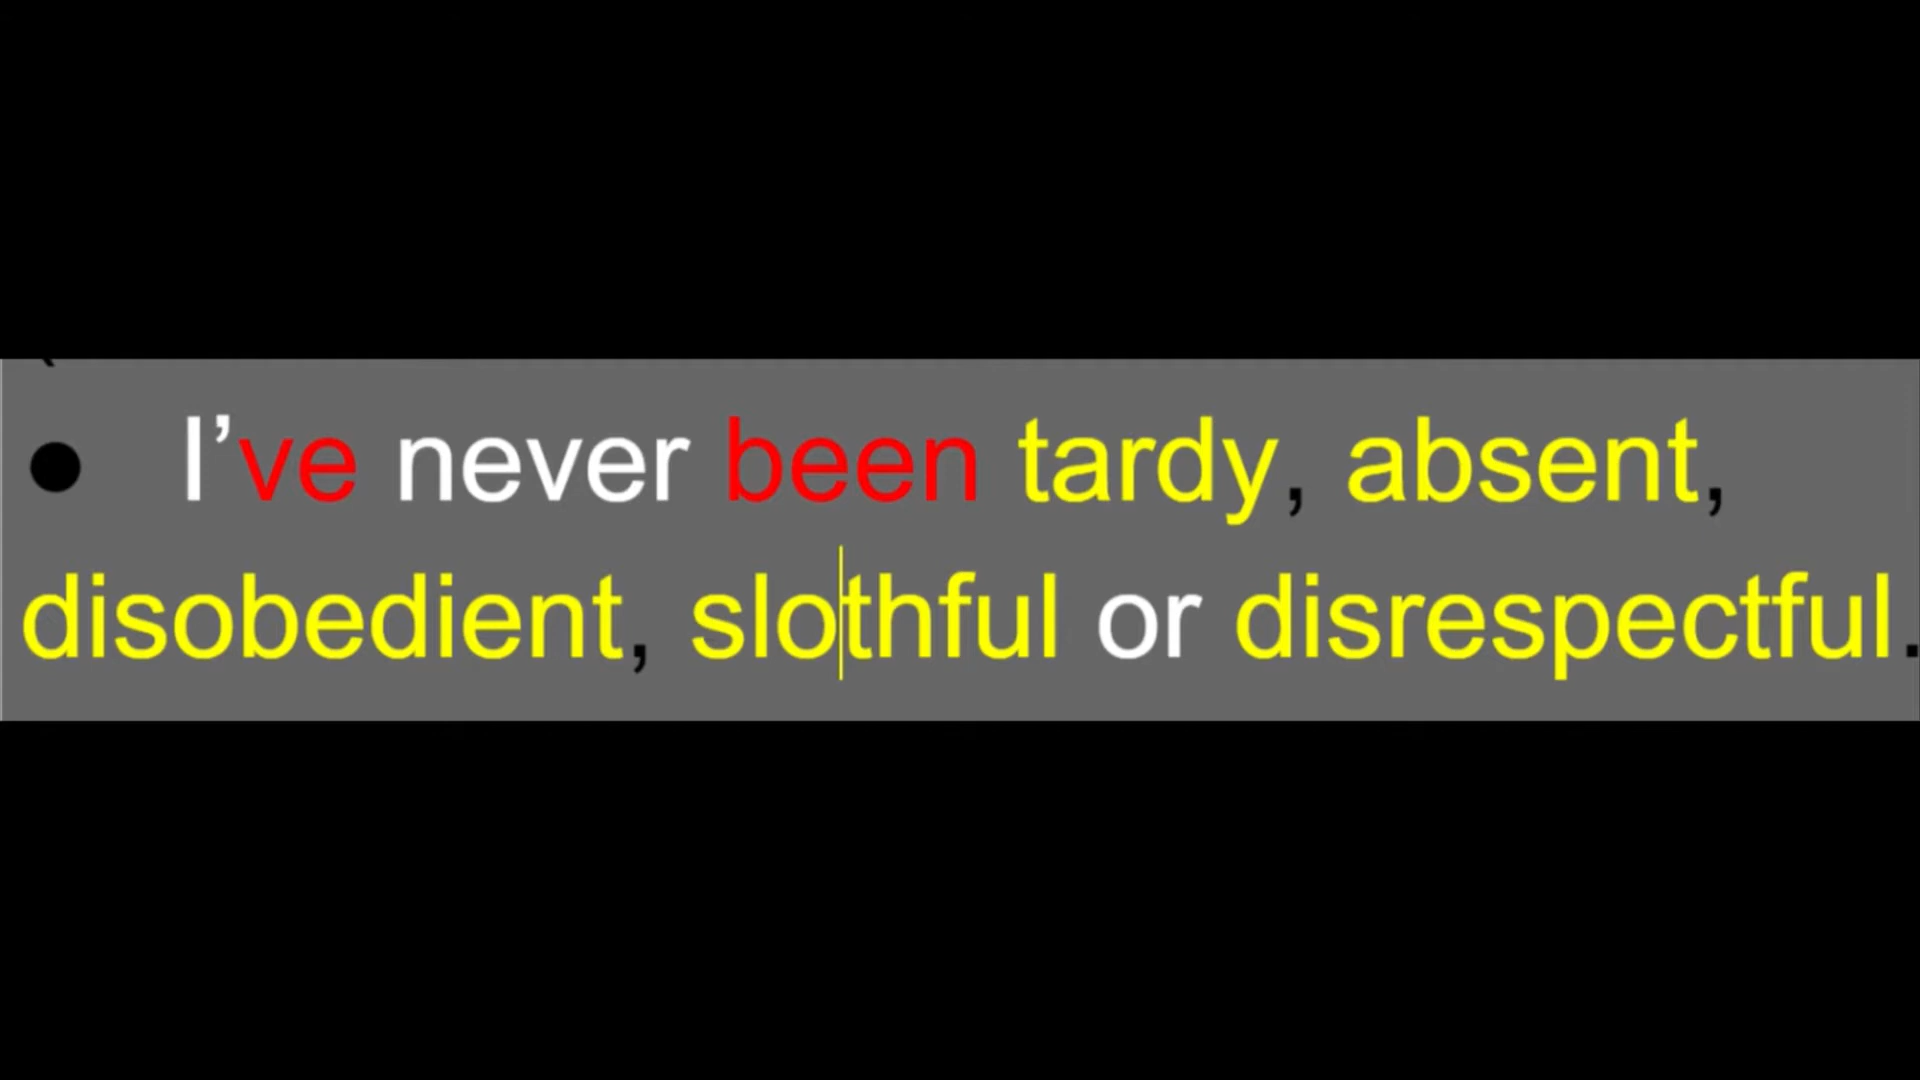 ● I’ve never been tardy, absent,
disobedient, slothful or disrespectful.